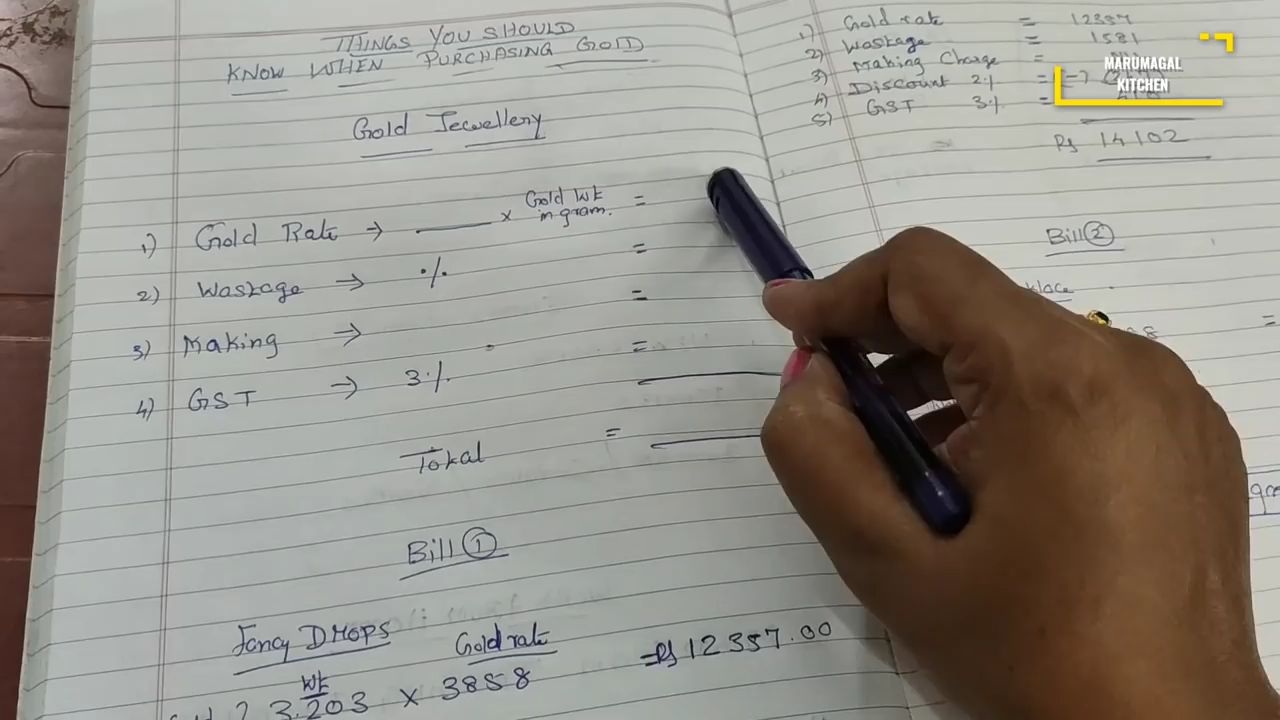 THINGS YOU SHOULD
KNOW WHEN PURCHASING GOLD
Gold Jewellery
1) Gold Rate → ____ x Gold Wt in gram. =
2) Wastage → % =
3) Making → =
4) GST → 3% =
Total =
Bill ①
Fancy DROPS Gold rate
Wt
3.203 x 3858 = Rs 12357.00
1) Gold rate = 12357
2) Wastage = 1581
3) Making Charge =
4) Discount 2% = (-)
5) GST 3% =
Rs 14102
Bill ②
=
MARUMAGAL
KITCHEN